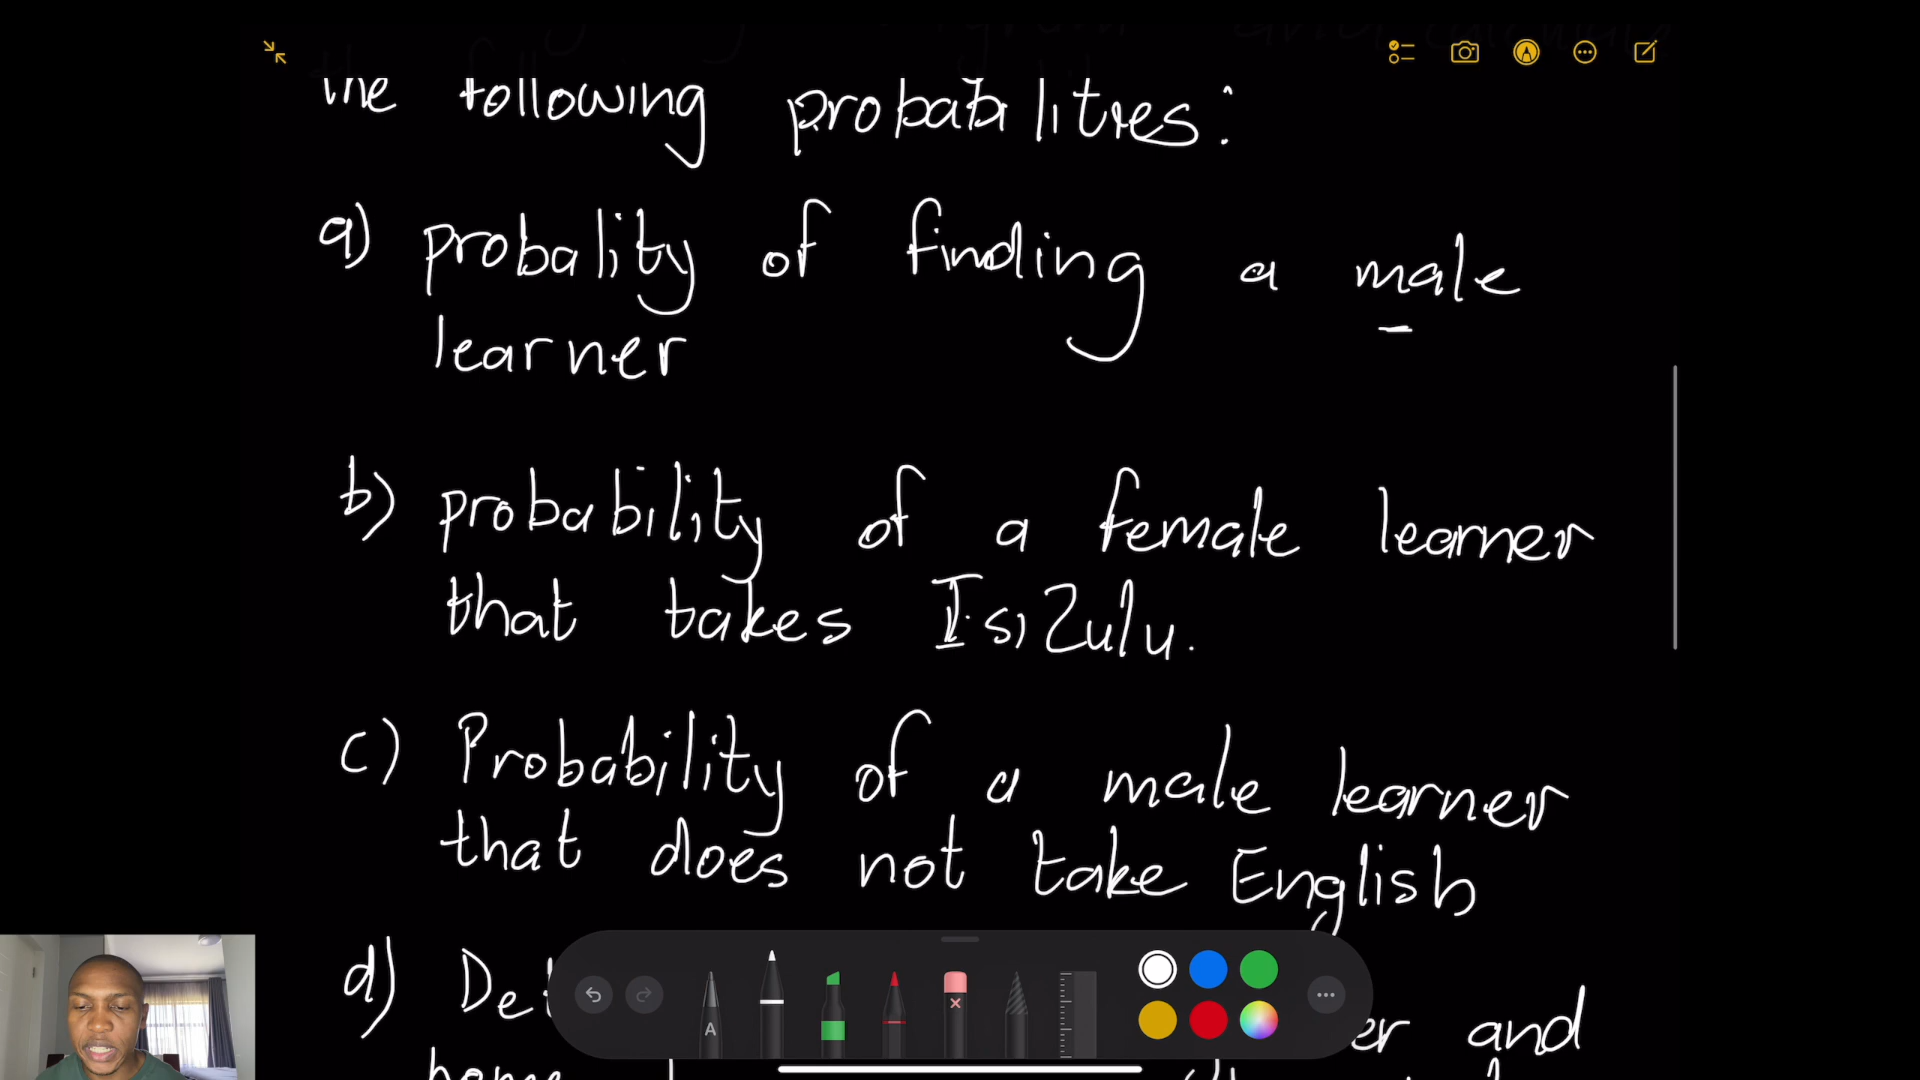 the following probabilities:
a) probality of finding a male
learner
b) probability of a female learner
that takes IsiZulu.
c) Probability of a male learner
that does not take English
d) and
A